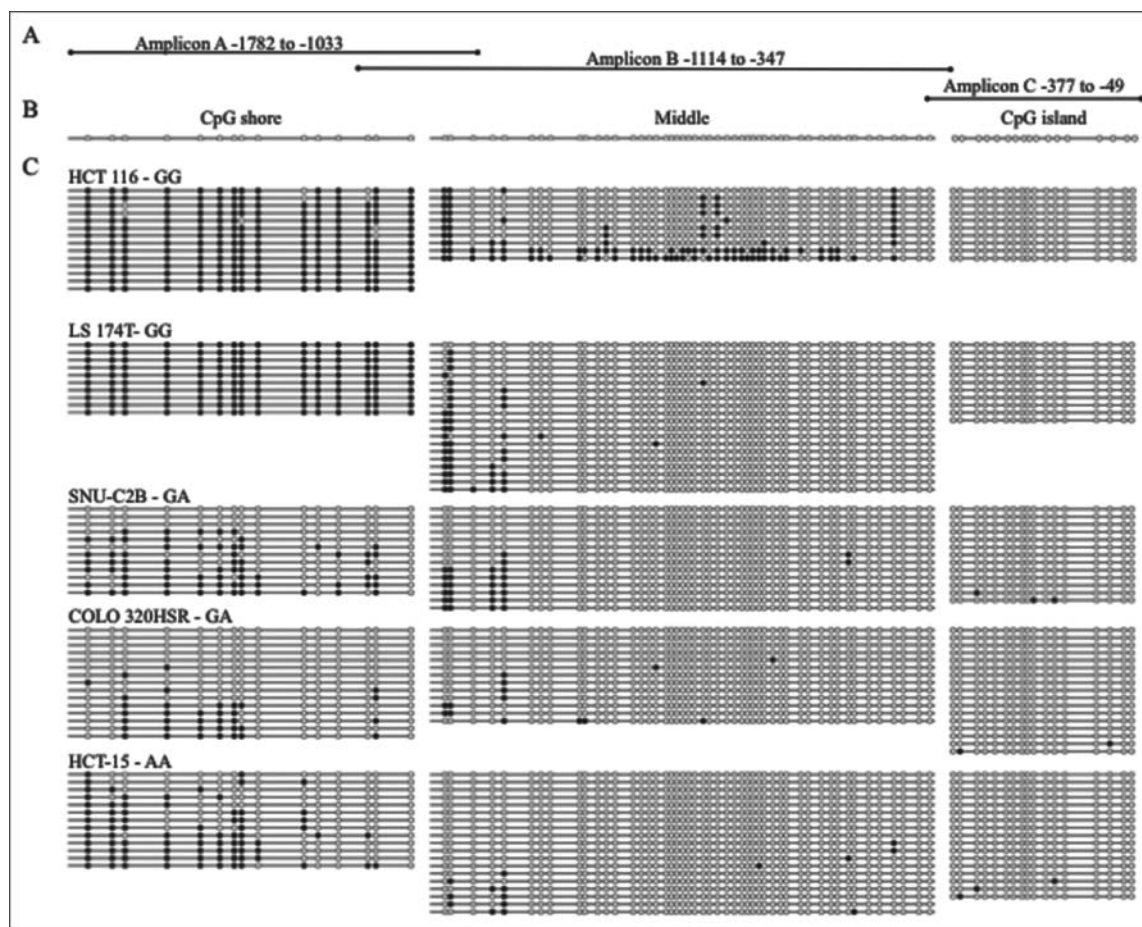 A
Amplicon A -1782 to -1033
Amplicon B -1114 to -347
Amplicon C -377 to -49
B
CpG shore
Middle
CpG island
C
HCT 116 - GG
LS 174T- GG
SNU-C2B - GA
COLO 320HSR - GA
HCT-15 - AA